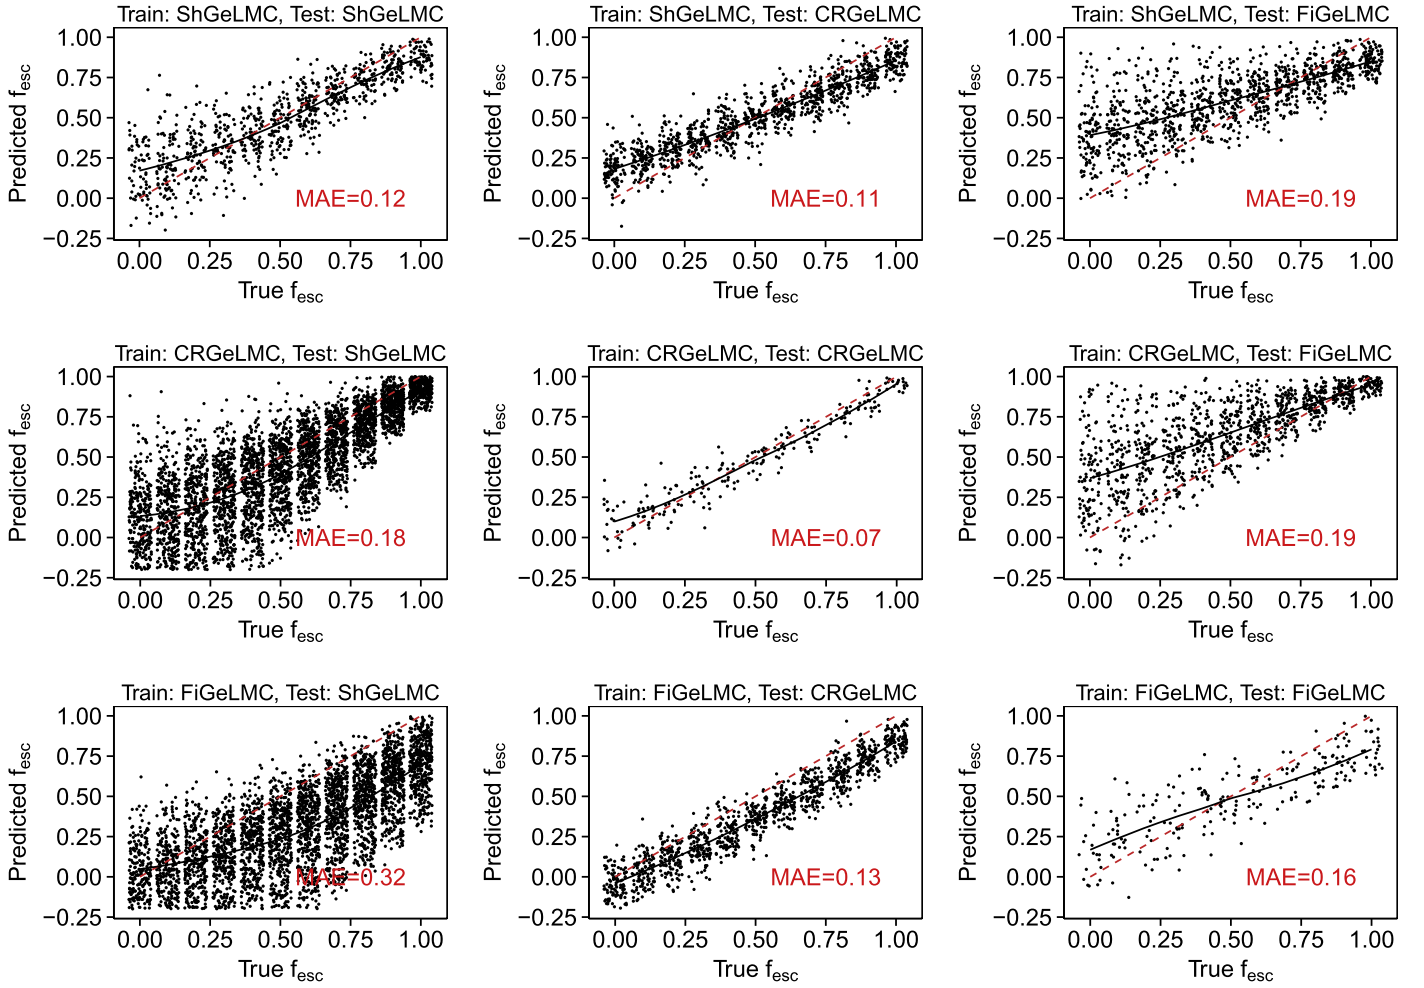 Train: ShGeLMC, Test: ShGeLMC
Train: ShGeLMC, Test: CRGeLMC
Train: ShGeLMC, Test: FiGeLMC
Predicted fesc
1.00
0.75
0.50
0.25
0.00
−0.25
MAE=0.12
0.00 0.25 0.50 0.75 1.00
True fesc
Predicted fesc
1.00
0.75
0.50
0.25
0.00
−0.25
MAE=0.11
0.00 0.25 0.50 0.75 1.00
True fesc
Predicted fesc
1.00
0.75
0.50
0.25
0.00
−0.25
MAE=0.19
0.00 0.25 0.50 0.75 1.00
True fesc
Train: CRGeLMC, Test: ShGeLMC
Train: CRGeLMC, Test: CRGeLMC
Train: CRGeLMC, Test: FiGeLMC
Predicted fesc
1.00
0.75
0.50
0.25
0.00
−0.25
MAE=0.18
0.00 0.25 0.50 0.75 1.00
True fesc
Predicted fesc
1.00
0.75
0.50
0.25
0.00
−0.25
MAE=0.07
0.00 0.25 0.50 0.75 1.00
True fesc
Predicted fesc
1.00
0.75
0.50
0.25
0.00
−0.25
MAE=0.19
0.00 0.25 0.50 0.75 1.00
True fesc
Train: FiGeLMC, Test: ShGeLMC
Train: FiGeLMC, Test: CRGeLMC
Train: FiGeLMC, Test: FiGeLMC
Predicted fesc
1.00
0.75
0.50
0.25
0.00
−0.25
MAE=0.32
0.00 0.25 0.50 0.75 1.00
True fesc
Predicted fesc
1.00
0.75
0.50
0.25
0.00
−0.25
MAE=0.13
0.00 0.25 0.50 0.75 1.00
True fesc
Predicted fesc
1.00
0.75
0.50
0.25
0.00
−0.25
MAE=0.16
0.00 0.25 0.50 0.75 1.00
True fesc